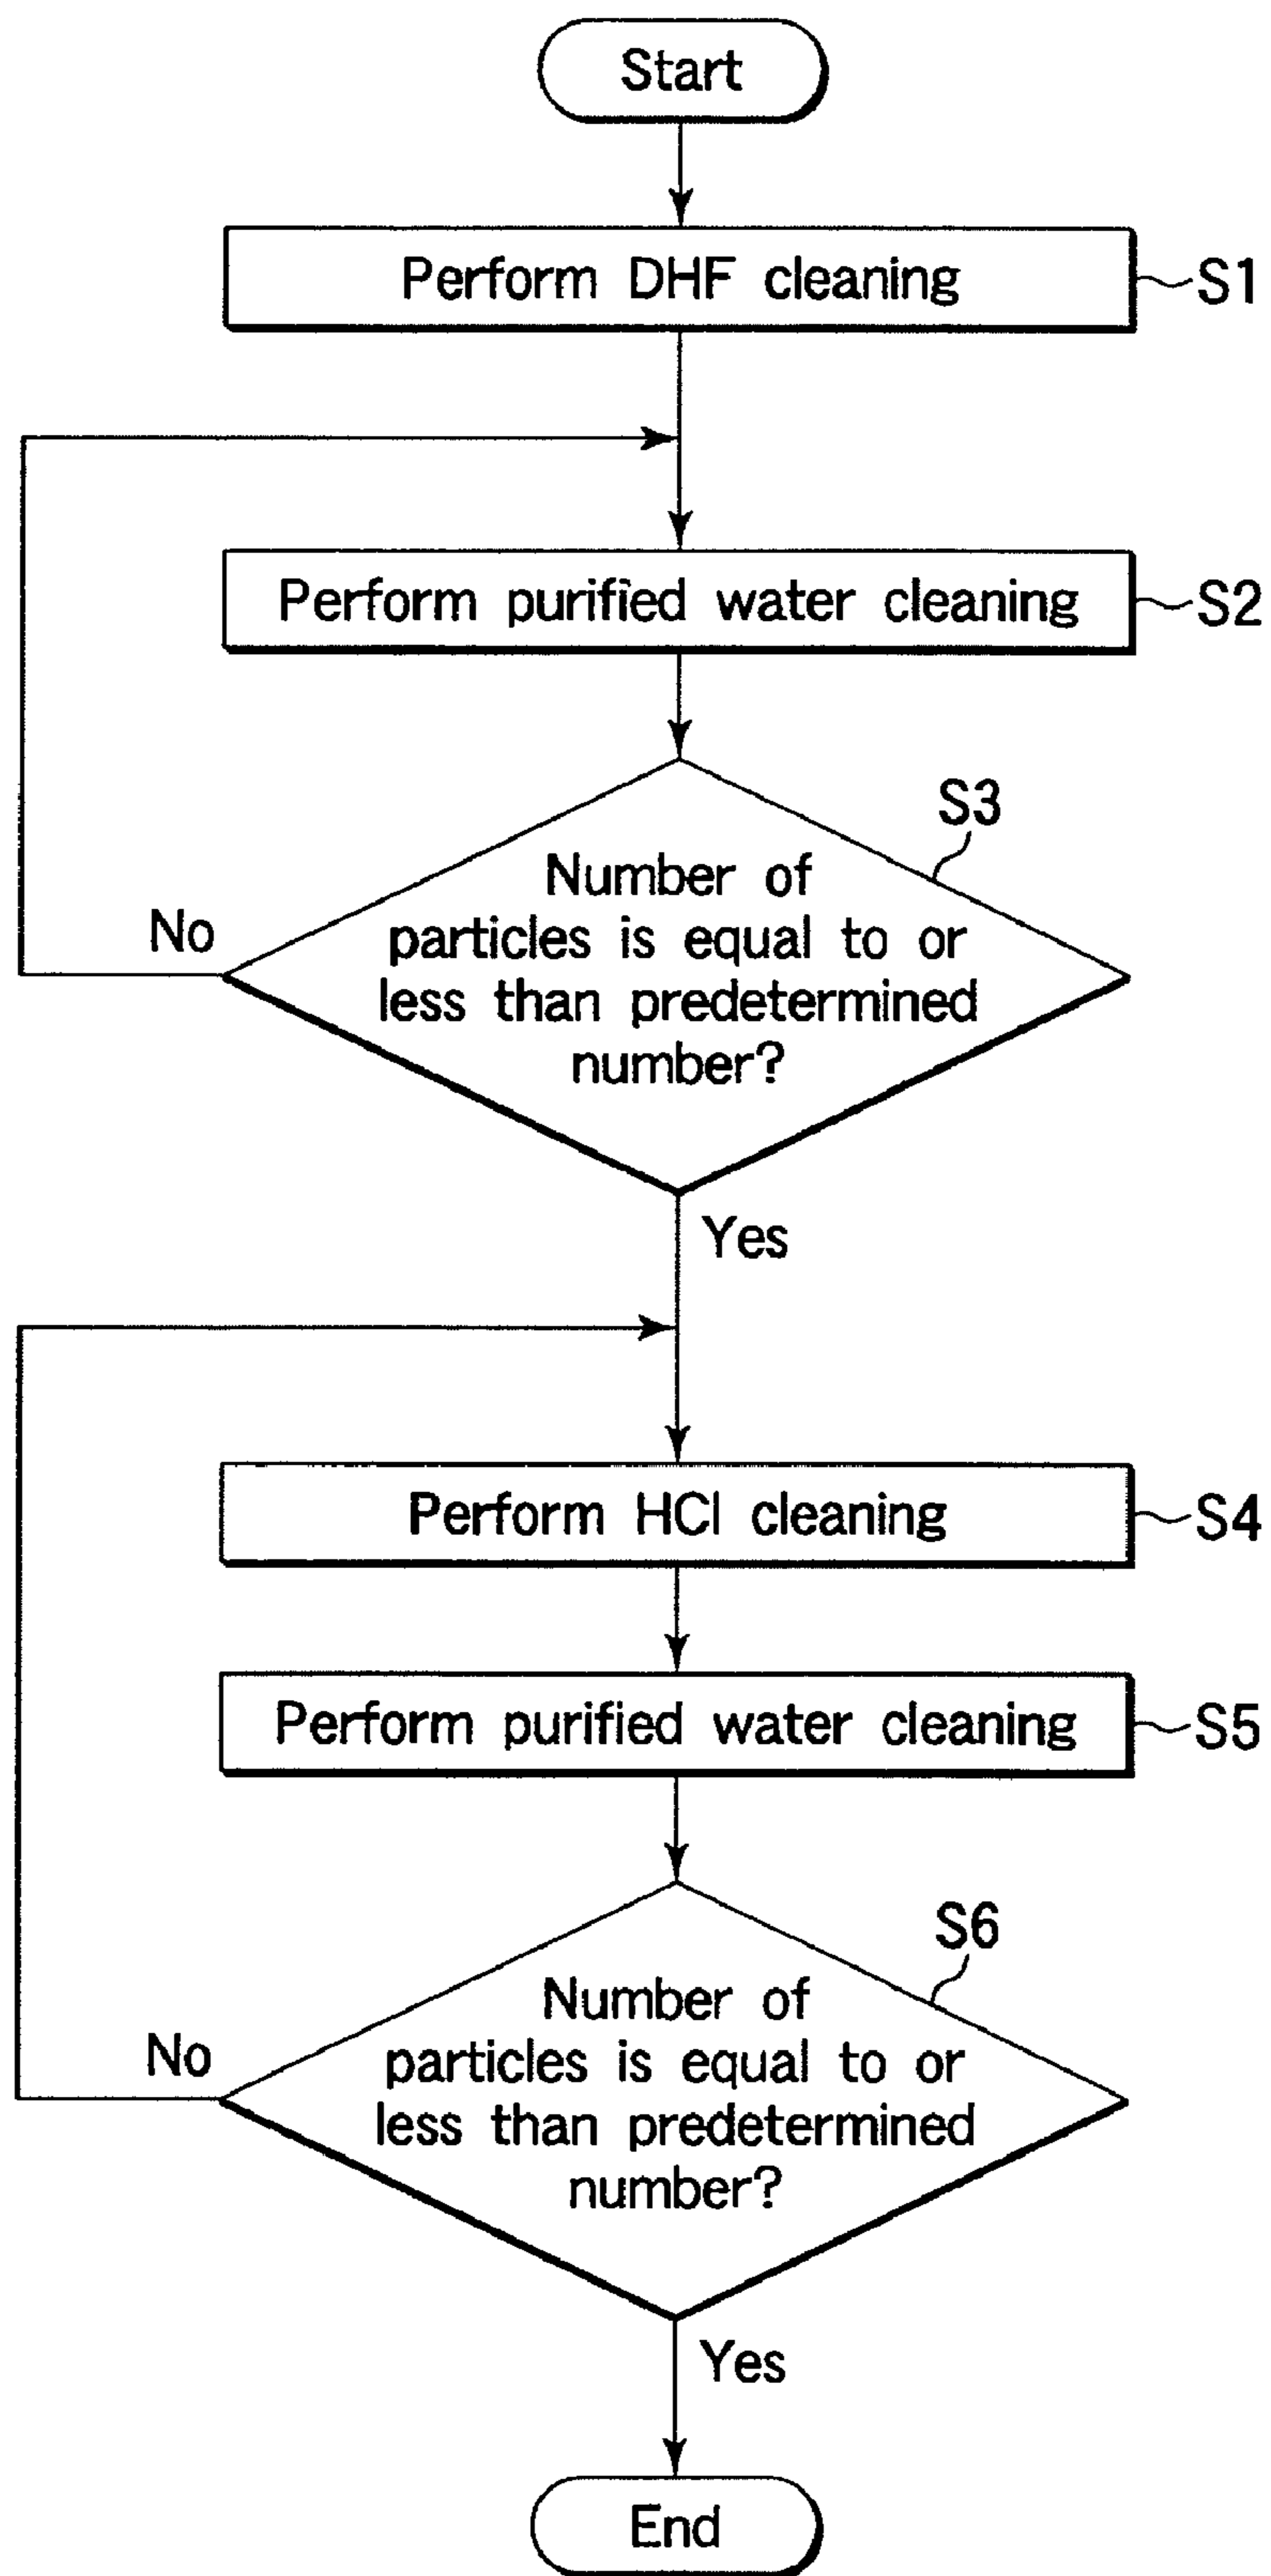 Start
Perform DHF cleaning
S1
Perform purified water cleaning
S2
S3
Number of
particles is equal to or
less than predetermined
number?
No
Yes
Perform HCl cleaning
S4
Perform purified water cleaning
S5
S6
Number of
particles is equal to or
less than predetermined
number?
No
Yes
End